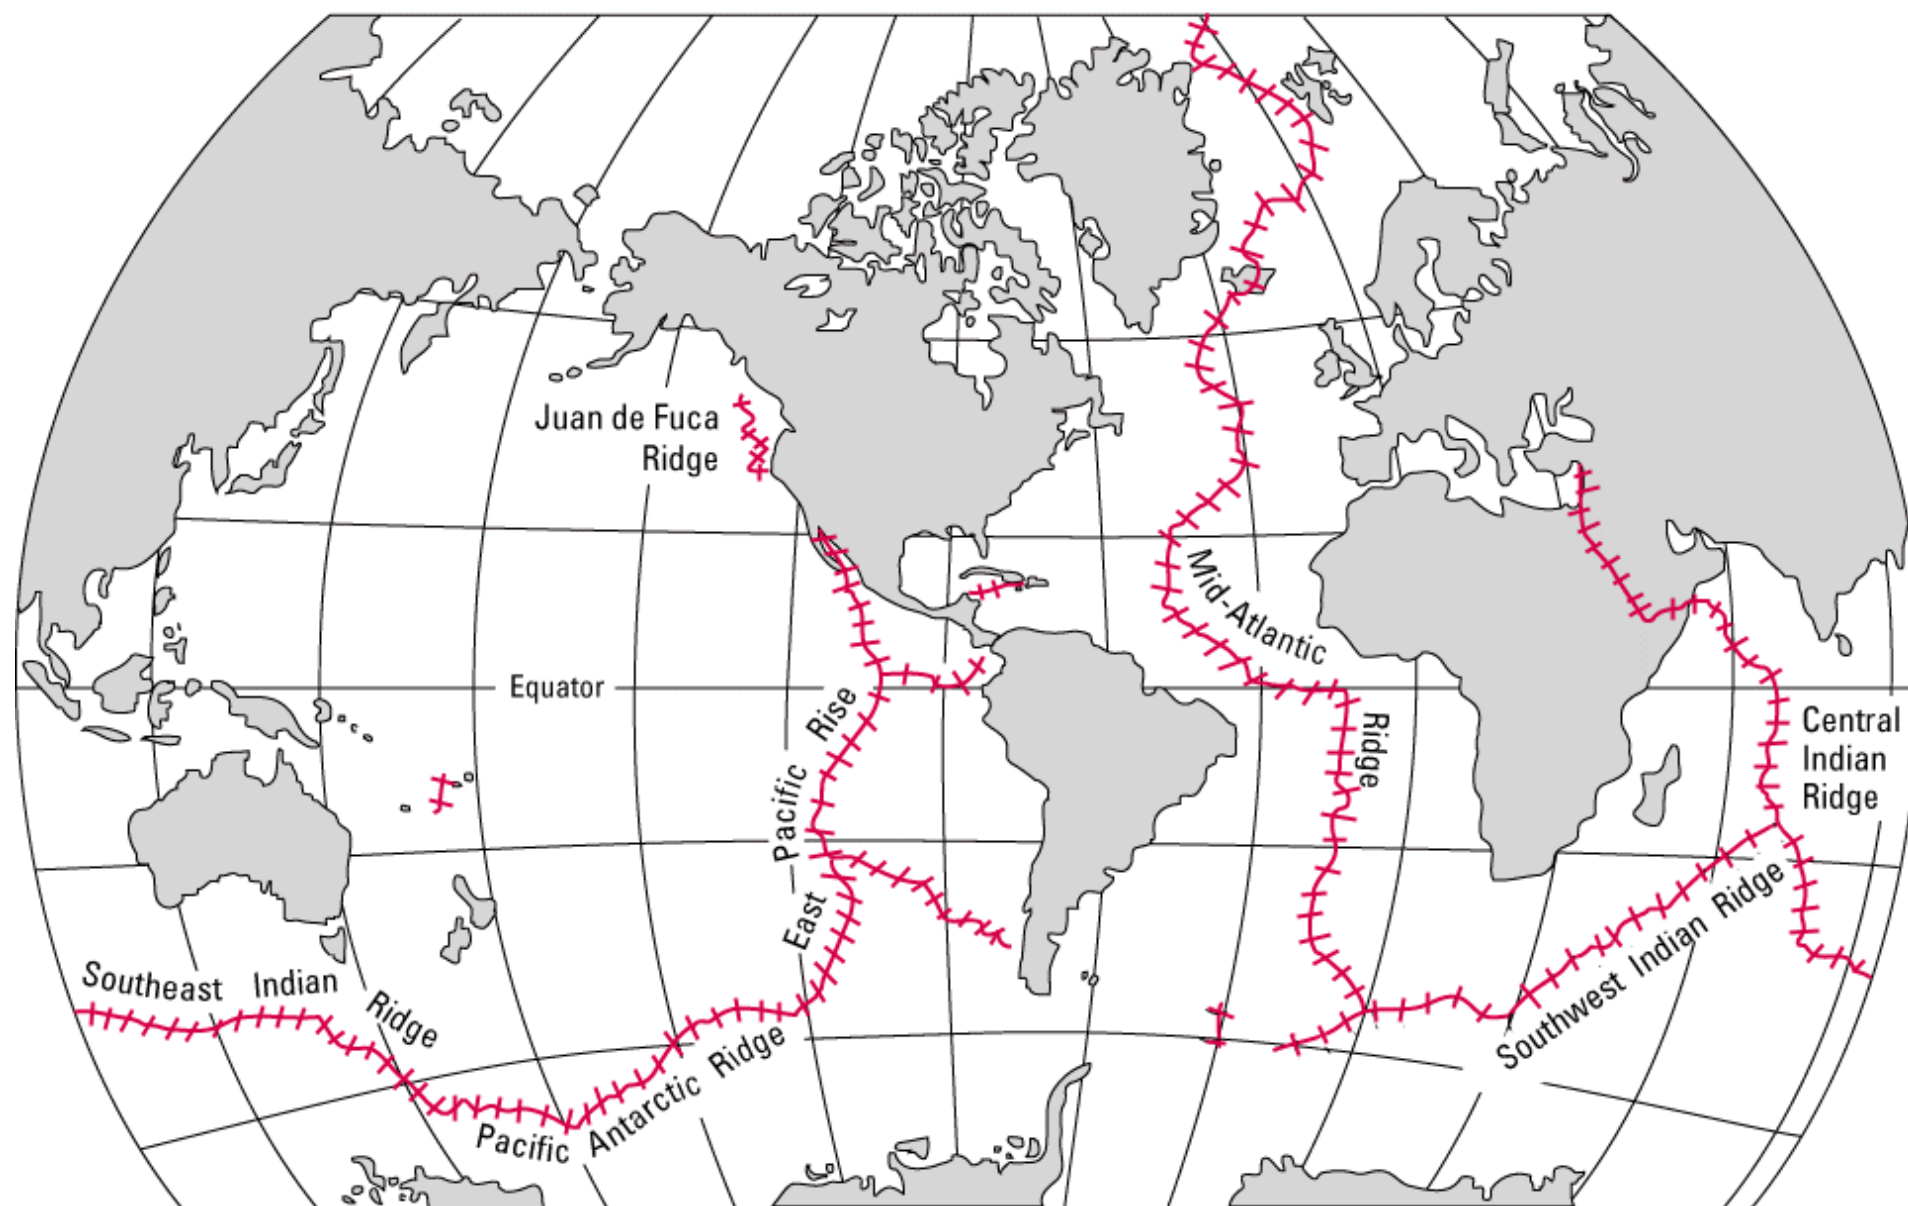 Juan de Fuca
Ridge
Mid-Atlantic
Ridge
Equator
East Pacific Rise
Central
Indian
Ridge
Southeast Indian Ridge
Southwest Indian Ridge
Pacific Antarctic Ridge